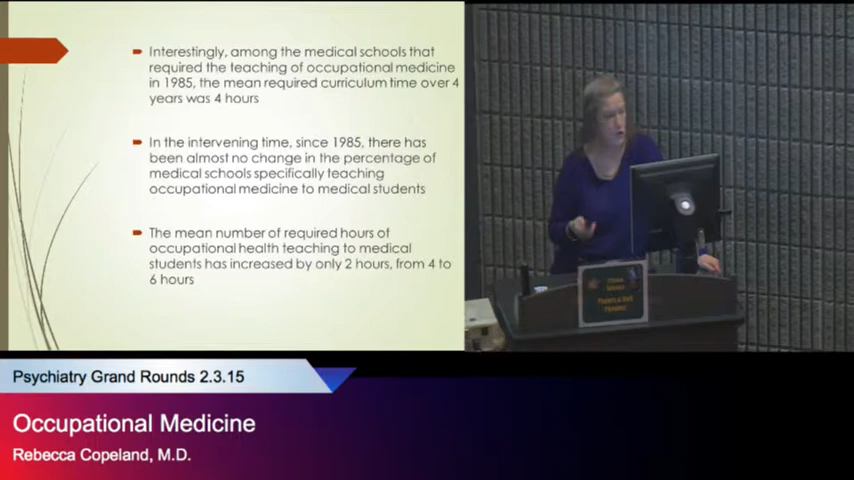 Interestingly, among the medical schools that
required the teaching of occupational medicine
in 1985, the mean required curriculum time over 4
years was 4 hours
In the intervening time, since 1985, there has
been almost no change in the percentage of
medical schools specifically teaching
occupational medicine to medical students
The mean number of required hours of
occupational health teaching to medical
students has increased by only 2 hours, from 4 to
6 hours
Psychiatry Grand Rounds 2.3.15
Occupational Medicine
Rebecca Copeland, M.D.